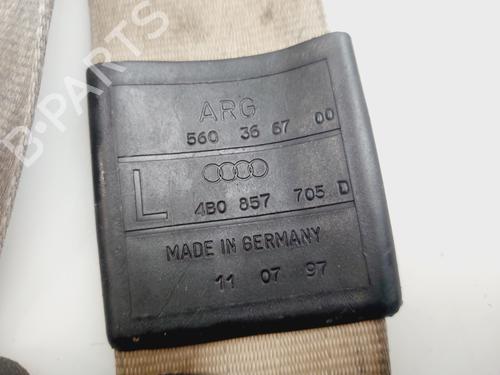 ARG
560 36 67 00
L
4B0 857 705 D
MADE IN GERMANY
11 07 97
B-PARTS